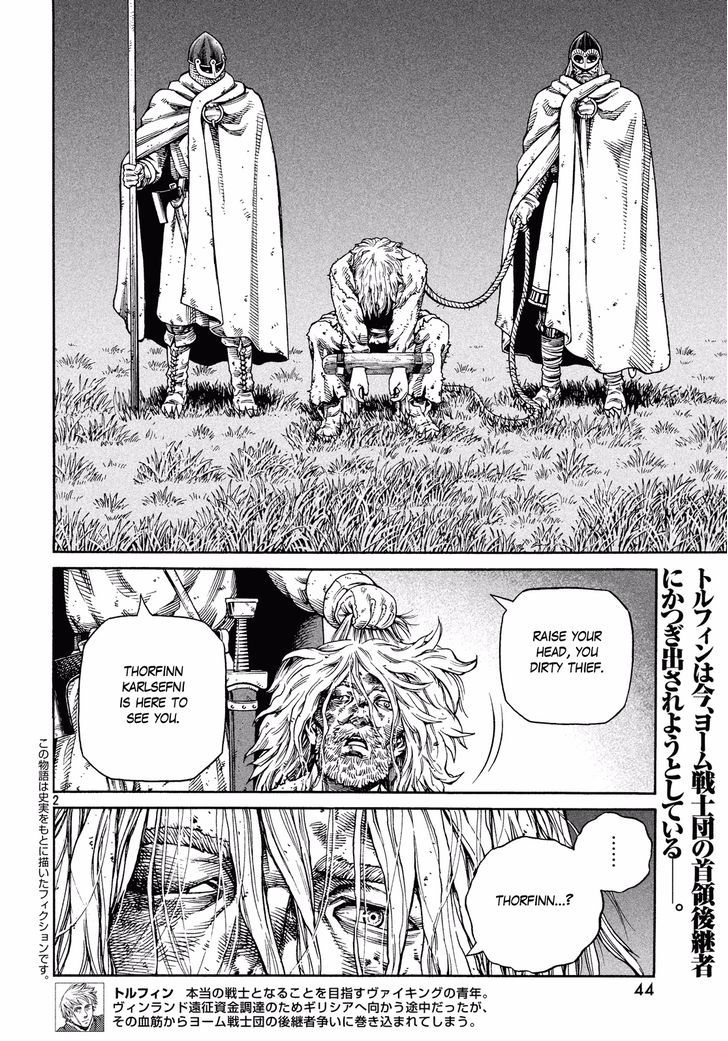 トルフィンは今、ヨーム戦士団の首領後継者
にかつぎ出されようとしている——。
RAISE YOUR
HEAD, YOU
DIRTY THIEF.
THORFINN
KARLSEFNI
IS HERE TO
SEE YOU.
……
THORFINN…?
この物語は史実をもとに描いたフィクションです。
2
44
トルフィン 本当の戦士となることを目指すヴァイキングの青年。
ヴィンランド遠征資金調達のためギリシアへ向かう途中だったが、
その血筋からヨーム戦士団の後継者争いに巻き込まれてしまう。